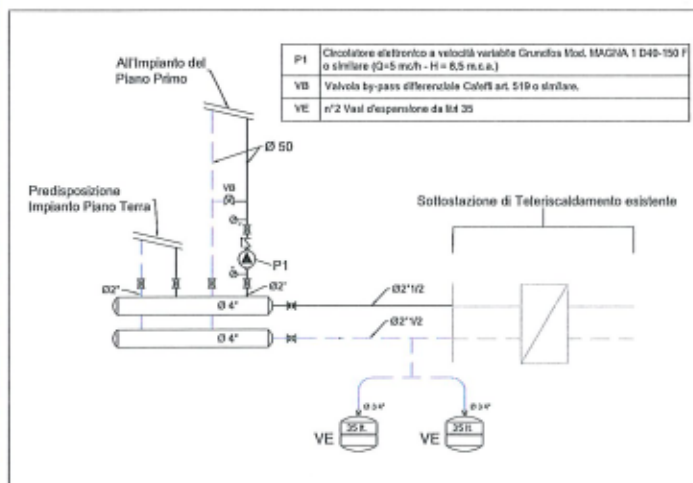 All'Impianto del
Piano Primo
P1 Circolatore elettronico a velocità variabile Grundfos Mod. MAGNA 1 D40-150 F
o similare (Q=5 mc/h - H = 8,5 m.c.a.)
VB Valvola by-pass differenziale Caleffi art. 519 o similare.
VE n°2 Vasi d'espansione da litri 35
Ø 50
Predisposizione
Impianto Piano Terra
VB
Sottostazione di Teleriscaldamento esistente
P1
Ø2"
Ø2"
Ø2"1/2
Ø 4"
Ø2"1/2
Ø 4"
Ø 3/4"
Ø 3/4"
VE
35 lt.
VE
35 lt.